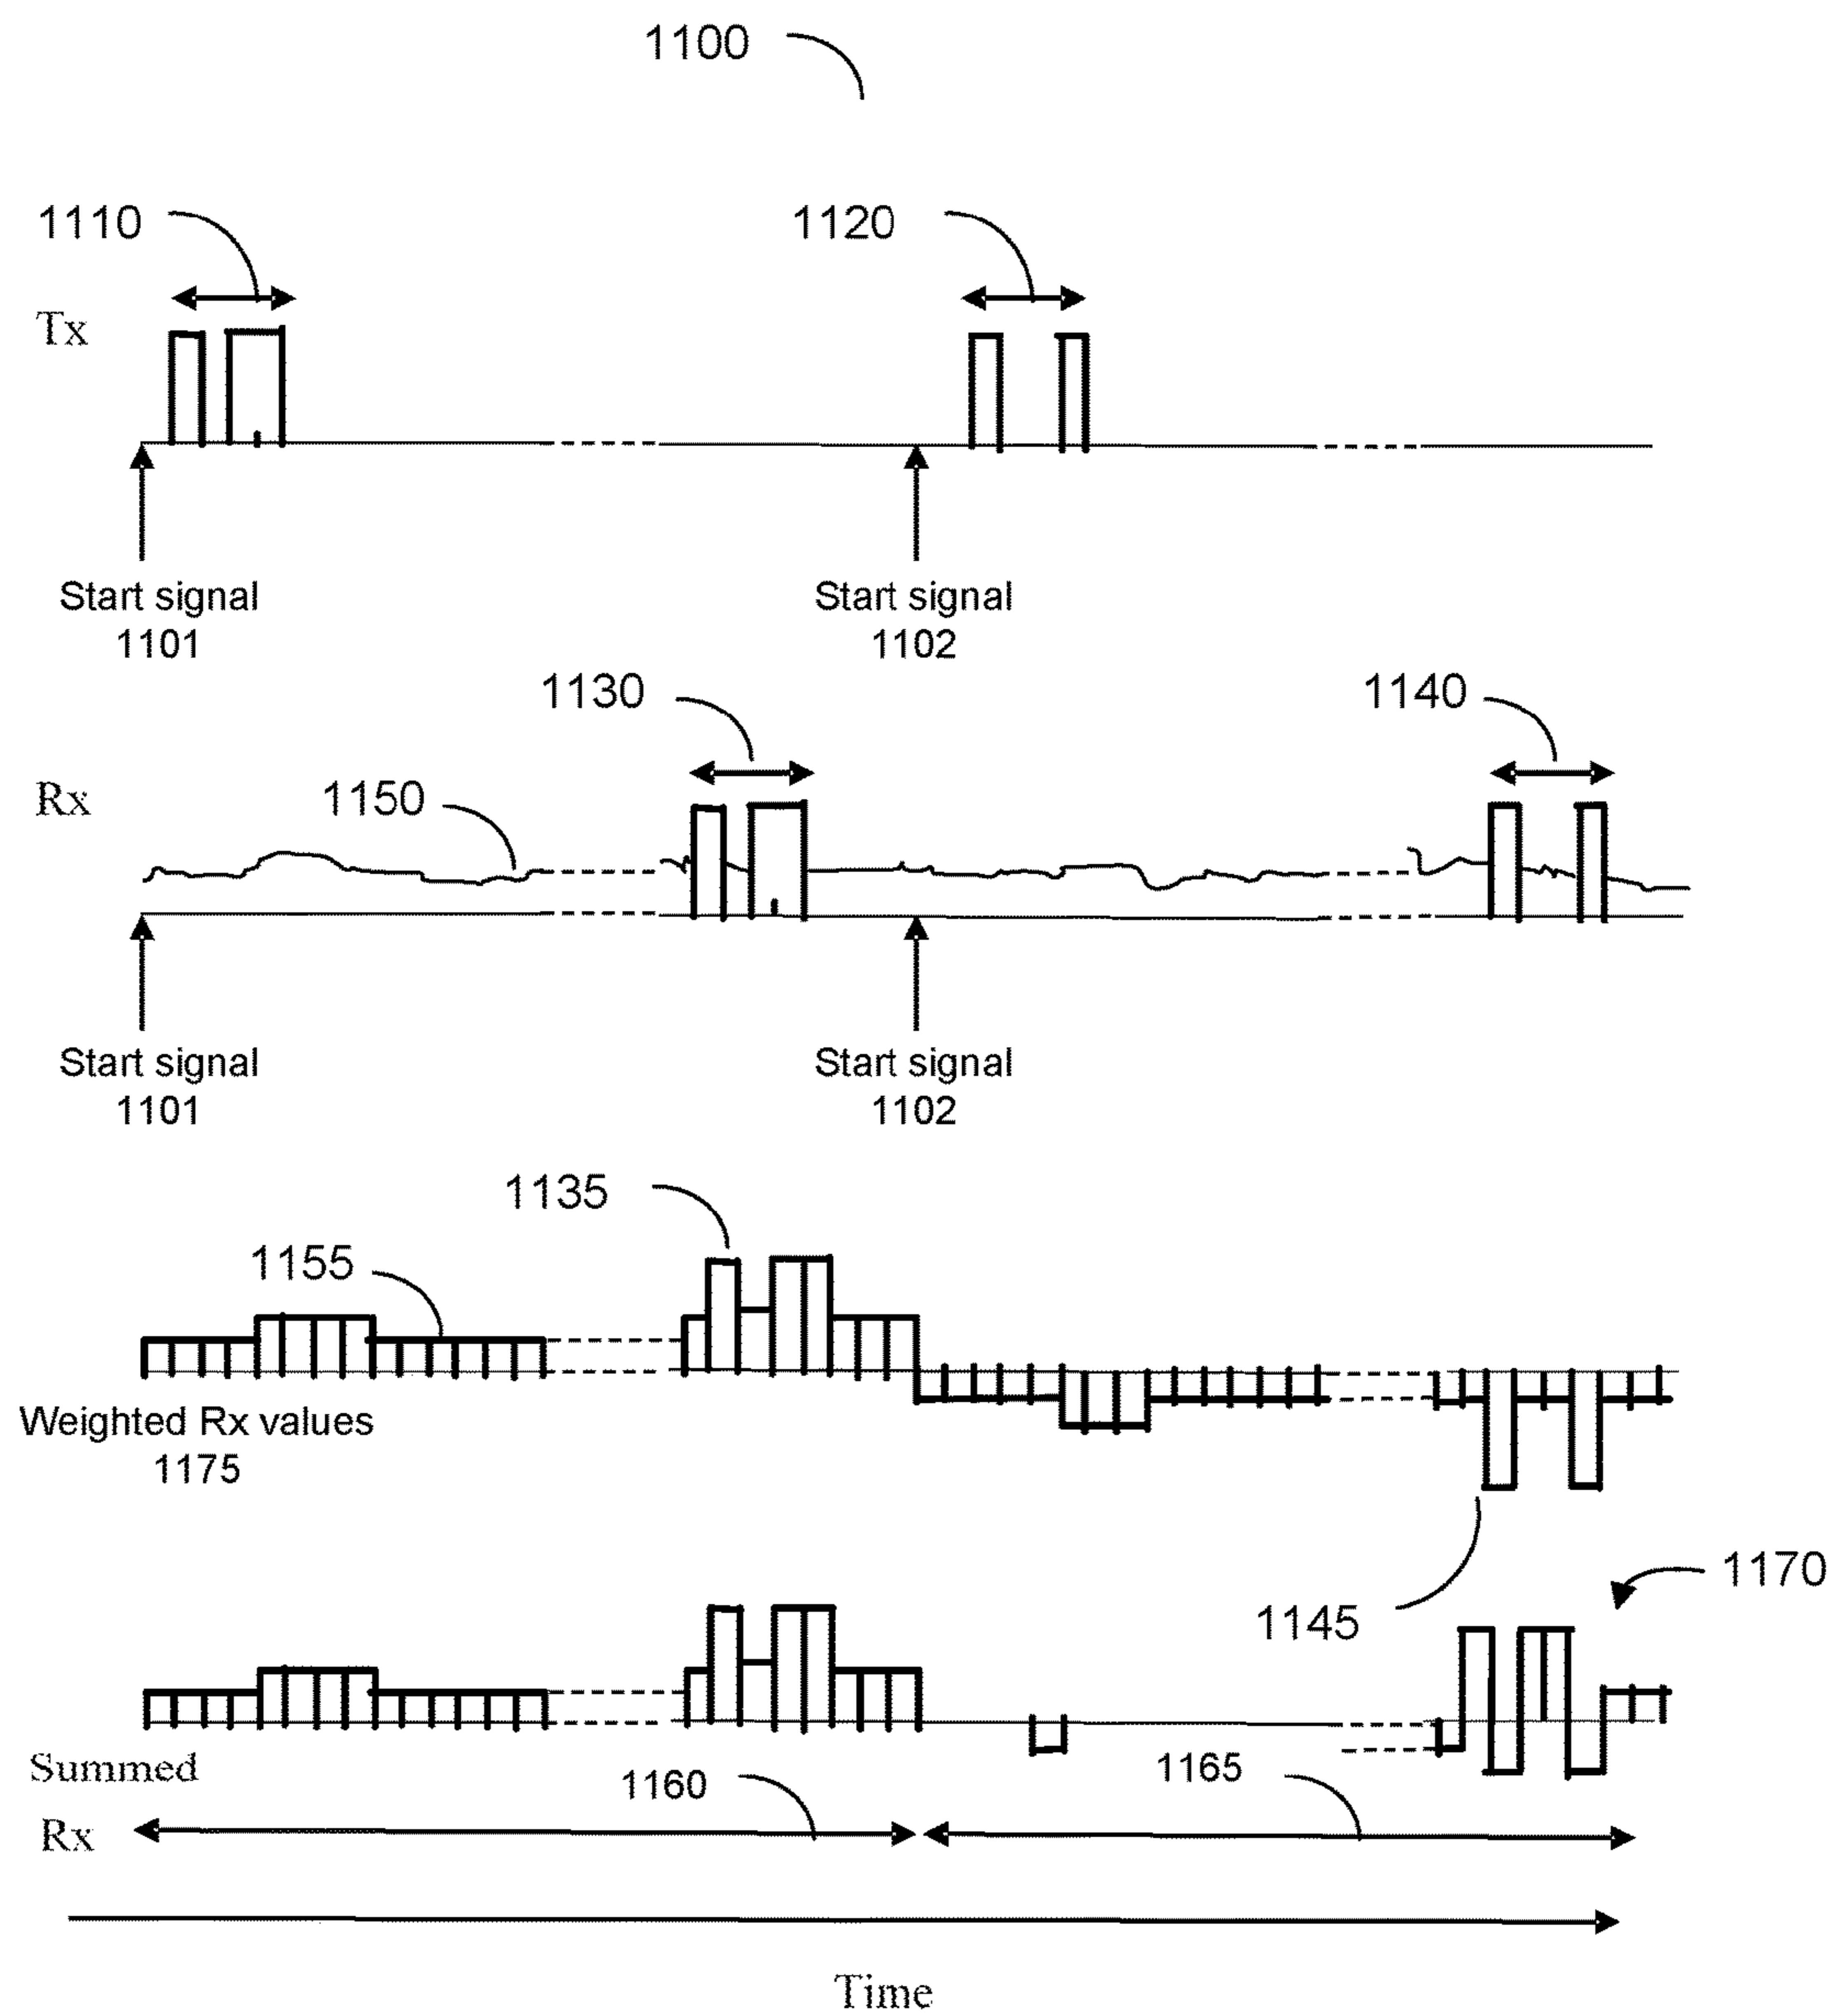 1100
1110
1120
Tx
Start signal
1101
Start signal
1102
1130
1140
Rx
1150
Start signal
1101
Start signal
1102
1135
1155
Weighted Rx values
1175
1170
1145
Summed
Rx
1160
1165
Time